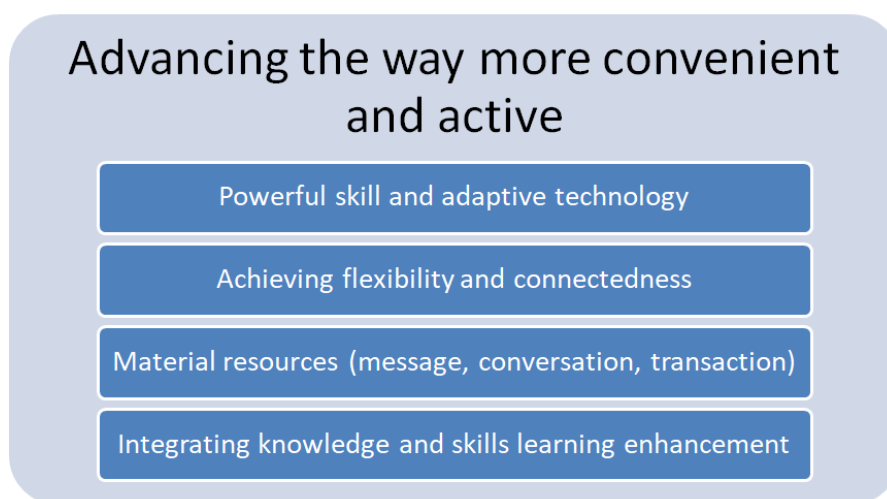 Advancing the way more convenient
and active
Powerful skill and adaptive technology
Achieving flexibility and connectedness
Material resources (message, conversation, transaction)
Integrating knowledge and skills learning enhancement